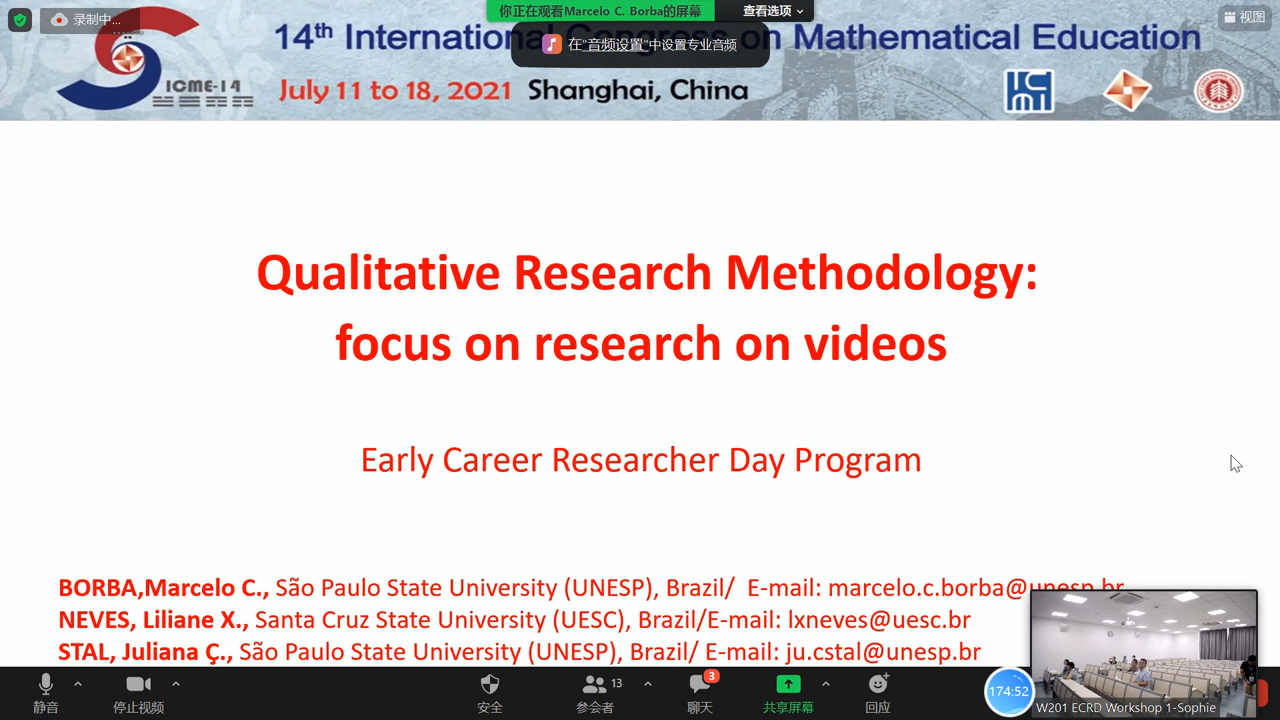 录制中...
你正在观看Marcelo C. Borba的屏幕
查看选项
视图
14th International Congress on Mathematical Education
在"音频设置"中设置专业音频
ICME-14
July 11 to 18, 2021 Shanghai, China
Qualitative Research Methodology:
focus on research on videos
Early Career Researcher Day Program
BORBA,Marcelo C., São Paulo State University (UNESP), Brazil/ E-mail: marcelo.c.borba@unesp.br
NEVES, Liliane X., Santa Cruz State University (UESC), Brazil/E-mail: lxneves@uesc.br
STAL, Juliana Ç., São Paulo State University (UNESP), Brazil/ E-mail: ju.cstal@unesp.br
174:52
W201 ECRD Workshop 1-Sophie
13
3
静音
停止视频
安全
参会者
聊天
共享屏幕
回应